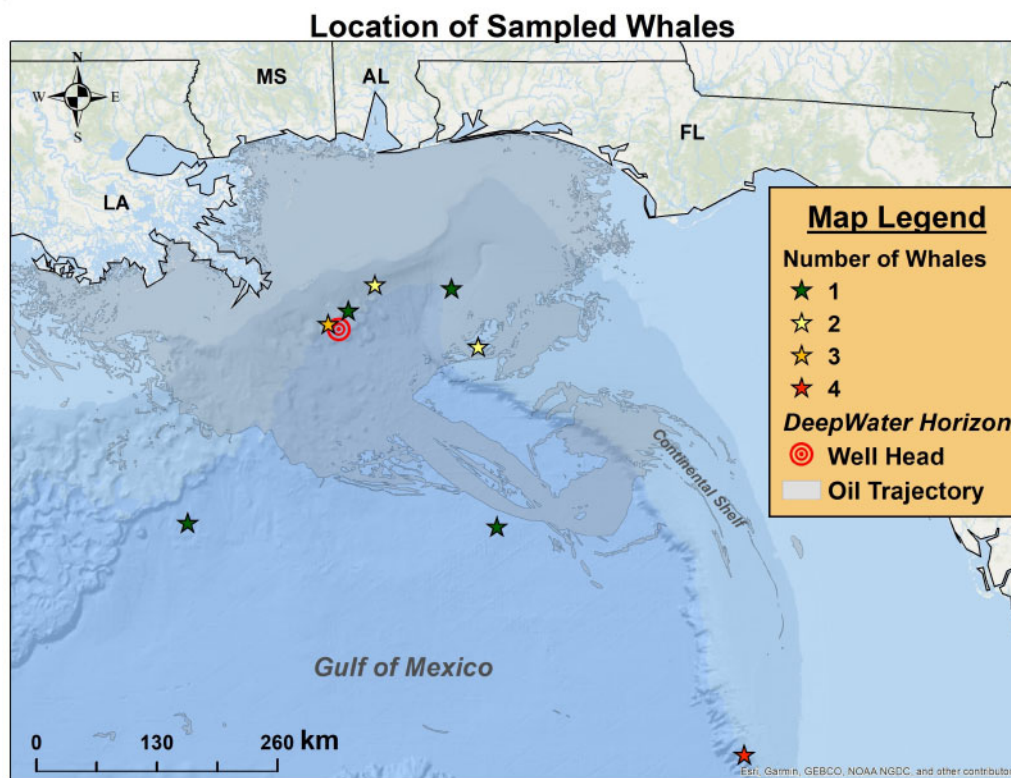 Location of Sampled Whales
N
W
E
S
MS
AL
FL
LA
Map Legend
Number of Whales
1
2
3
4
DeepWater Horizon
Well Head
Oil Trajectory
Continental Shelf
Gulf of Mexico
0 130 260 km
Esri, Garmin, GEBCO, NOAA NGDC, and other contributor